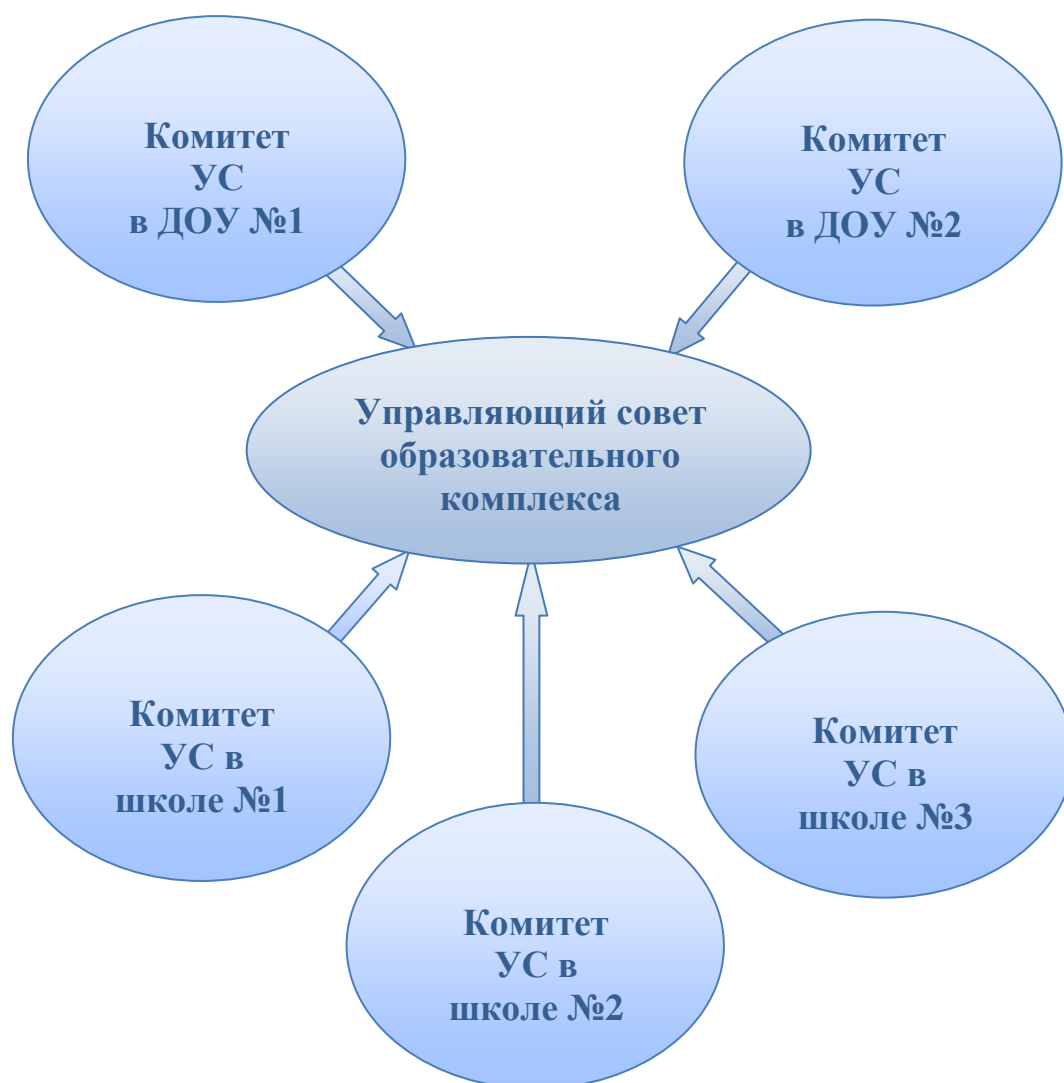 Комитет
УС
в ДОУ №1
Комитет
УС
в ДОУ №2
Управляющий совет
образовательного
комплекса
Комитет
УС в
школе №1
Комитет
УС в
школе №3
Комитет
УС в
школе №2